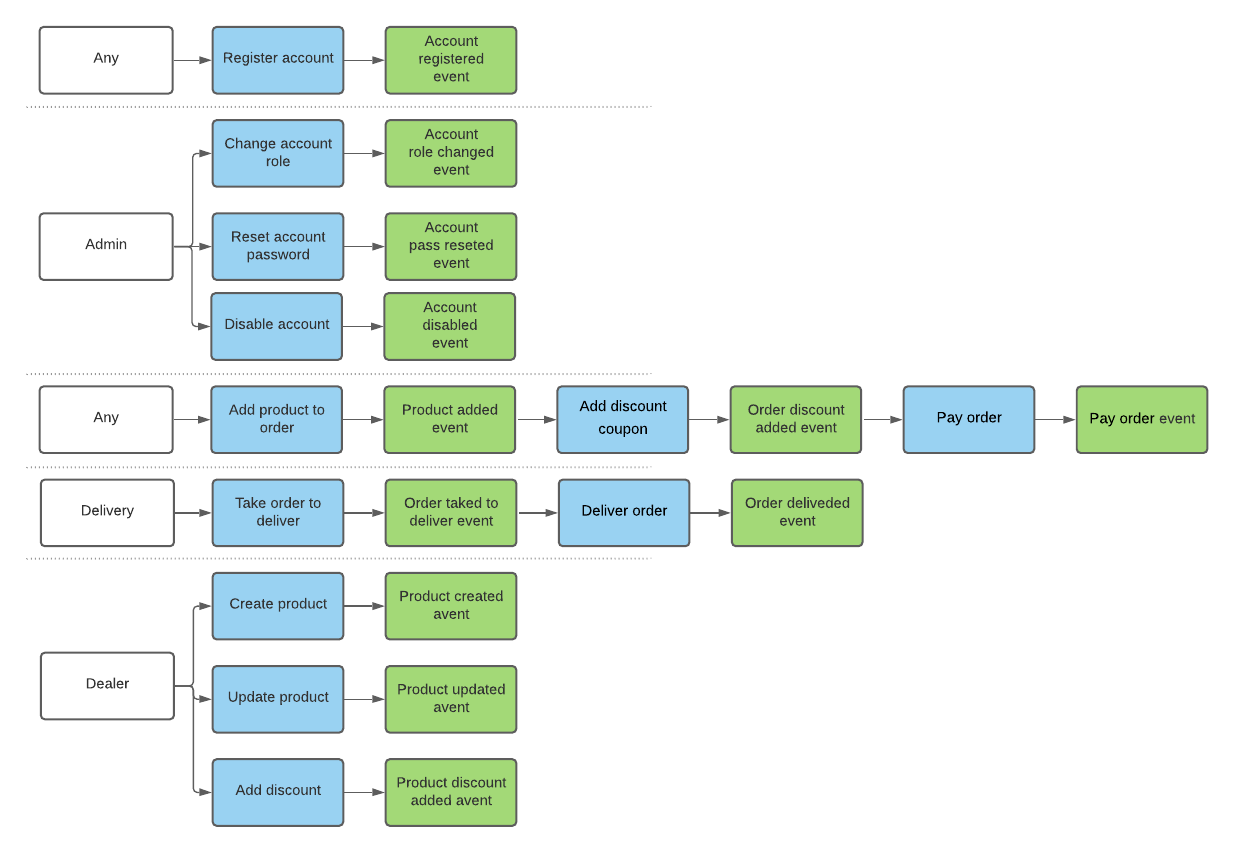 Any
Register account
Account
registered
event
Change account
role
Account
role changed
event
Admin
Reset account
password
Account
pass reseted
event
Disable account
Account
disabled
event
Any
Add product to
order
Product added
event
Add discount
coupon
Order discount
added event
Pay order
Pay order event
Delivery
Take order to
deliver
Order taked to
deliver event
Deliver order
Order deliveded
event
Create product
Product created
avent
Dealer
Update product
Product updated
avent
Add discount
Product discount
added avent